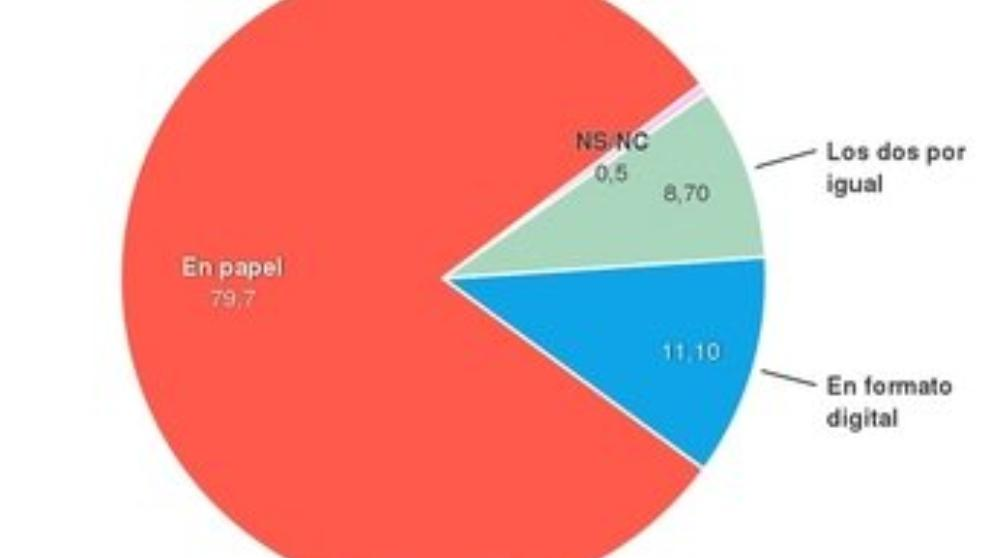 NS/NC
0,5
8,70
Los dos por
igual
En papel
79,7
11,10
En formato
digital